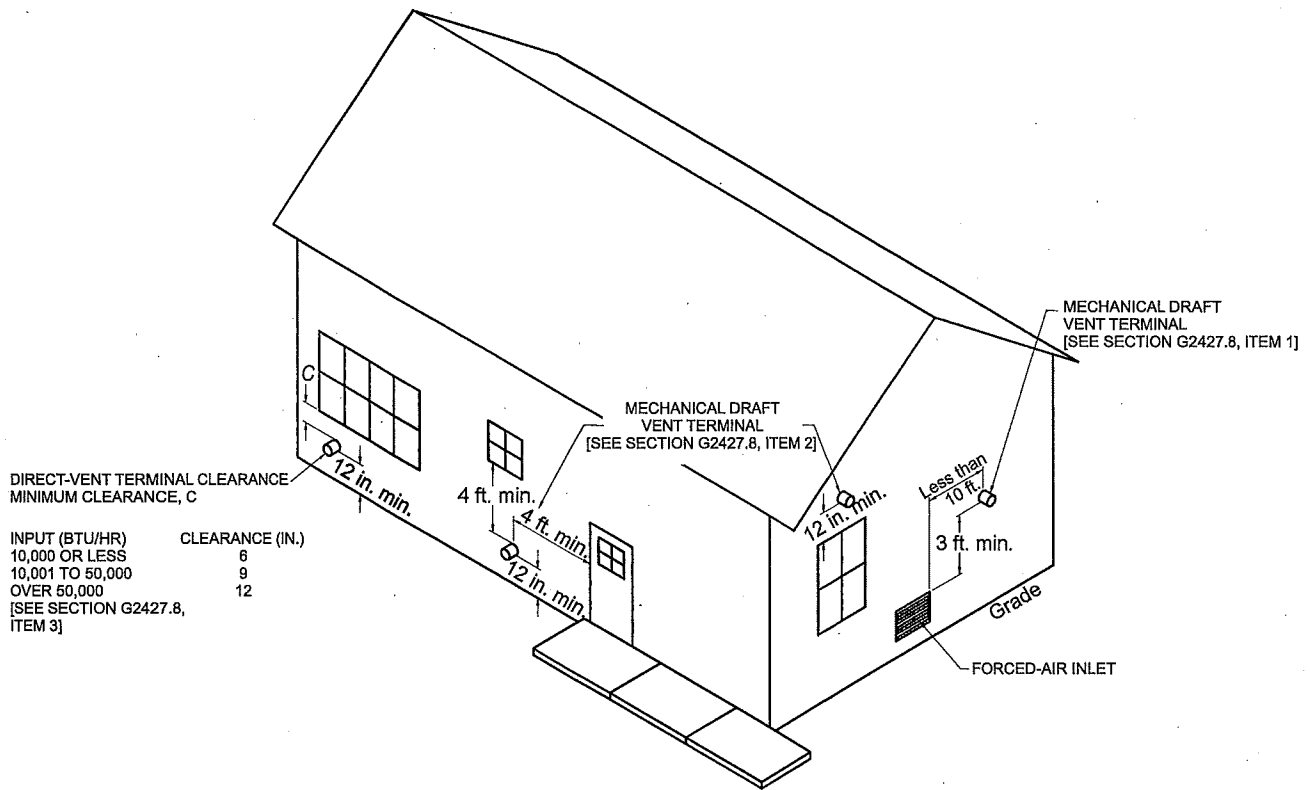 MECHANICAL DRAFT
VENT TERMINAL
[SEE SECTION G2427.8, ITEM 1]
MECHANICAL DRAFT
VENT TERMINAL
[SEE SECTION G2427.8, ITEM 2]
C
12 in. min.
4 ft. min.
4 ft. min.
12 in. min.
12 in. min.
Less than
10 ft.
3 ft. min.
Grade
FORCED-AIR INLET
DIRECT-VENT TERMINAL CLEARANCE
MINIMUM CLEARANCE, C
INPUT (BTU/HR) CLEARANCE (IN.)
10,000 OR LESS 6
10,001 TO 50,000 9
OVER 50,000 12
[SEE SECTION G2427.8,
ITEM 3]